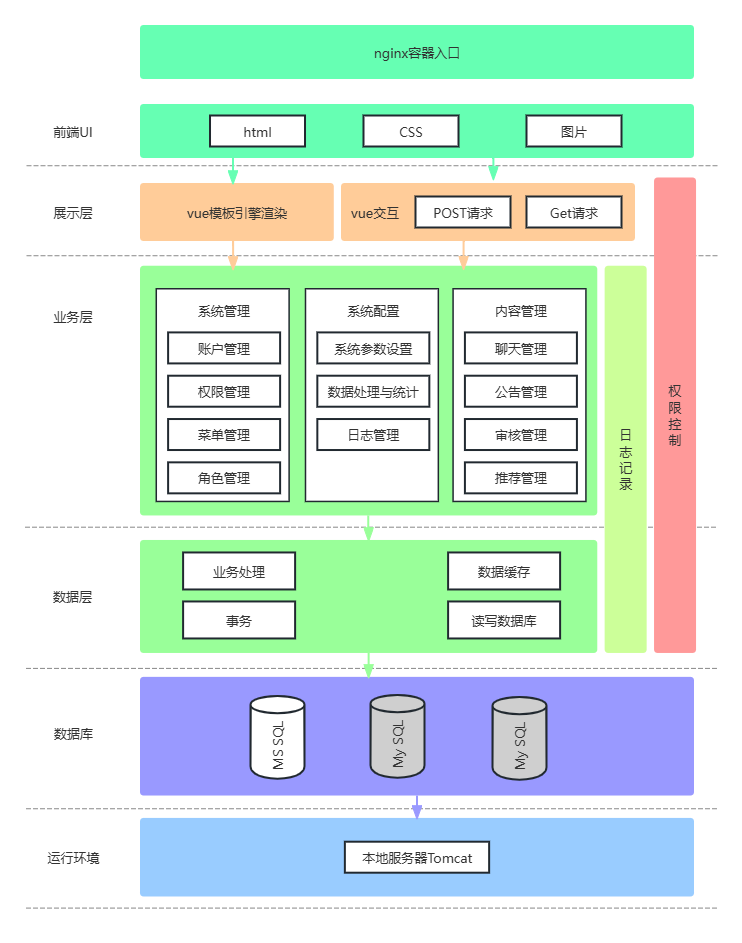 nginx容器入口
前端UI
html
CSS
图片
展示层
vue模板引擎渲染
vue交互
POST请求
Get请求
业务层
系统管理
账户管理
权限管理
菜单管理
角色管理
系统配置
系统参数设置
数据处理与统计
日志管理
内容管理
聊天管理
公告管理
审核管理
推荐管理
日志记录
权限控制
数据层
业务处理
数据缓存
事务
读写数据库
数据库
MS SQL
My SQL
My SQL
运行环境
本地服务器Tomcat